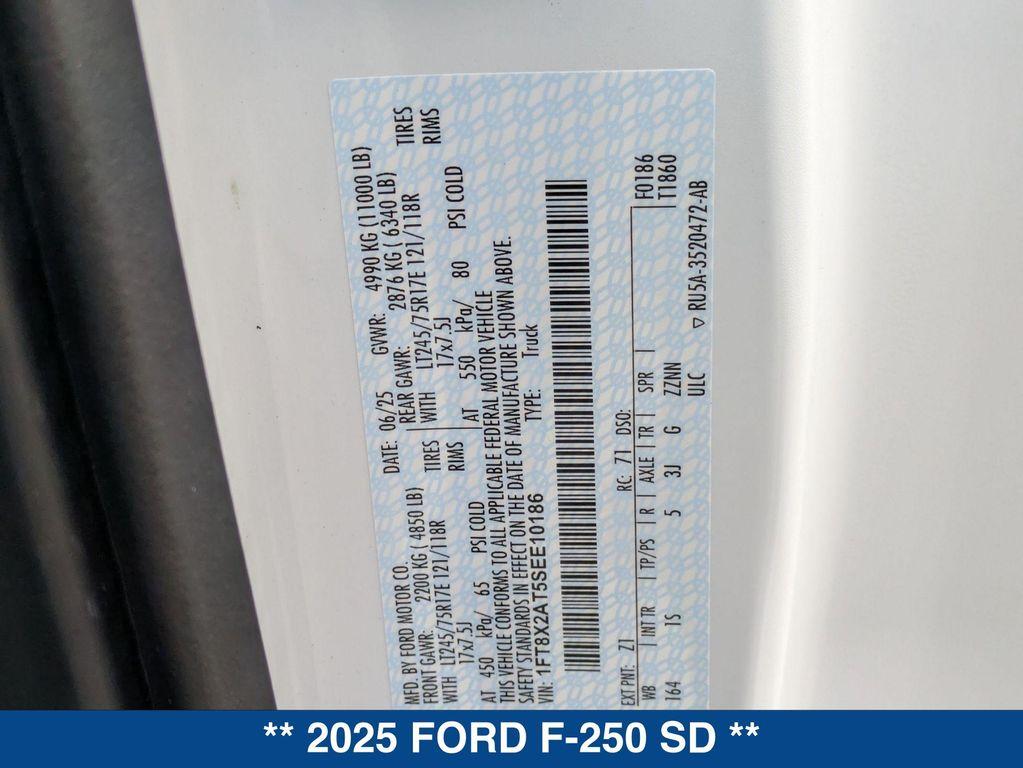 MFD. BY FORD MOTOR CO.
DATE: 06/25 GVWR: 4990 KG (11000 LB)
FRONT GAWR: 2200 KG ( 4850 LB)
REAR GAWR: 2876 KG ( 6340 LB)
WITH LT245/75R17E 121/118R TIRES
WITH LT245/75R17E 121/118R TIRES
17x7.5J RIMS
17x7.5J RIMS
AT 450 kPa/ 65 PSI COLD
AT 550 kPa/ 80 PSI COLD
THIS VEHICLE CONFORMS TO ALL APPLICABLE FEDERAL MOTOR VEHICLE
SAFETY STANDARDS IN EFFECT ON THE DATE OF MANUFACTURE SHOWN ABOVE.
VIN: 1FT8X2AT5SEE10186 TYPE: Truck
EXT PNT: Z1 RC: 71 DSO: F0186
WB INT TR TP/PS R AXLE TR SPR T1860
164 1S 5 3J G ZZNN
ULC ▽ RU5A-3520472-AB
** 2025 FORD F-250 SD **